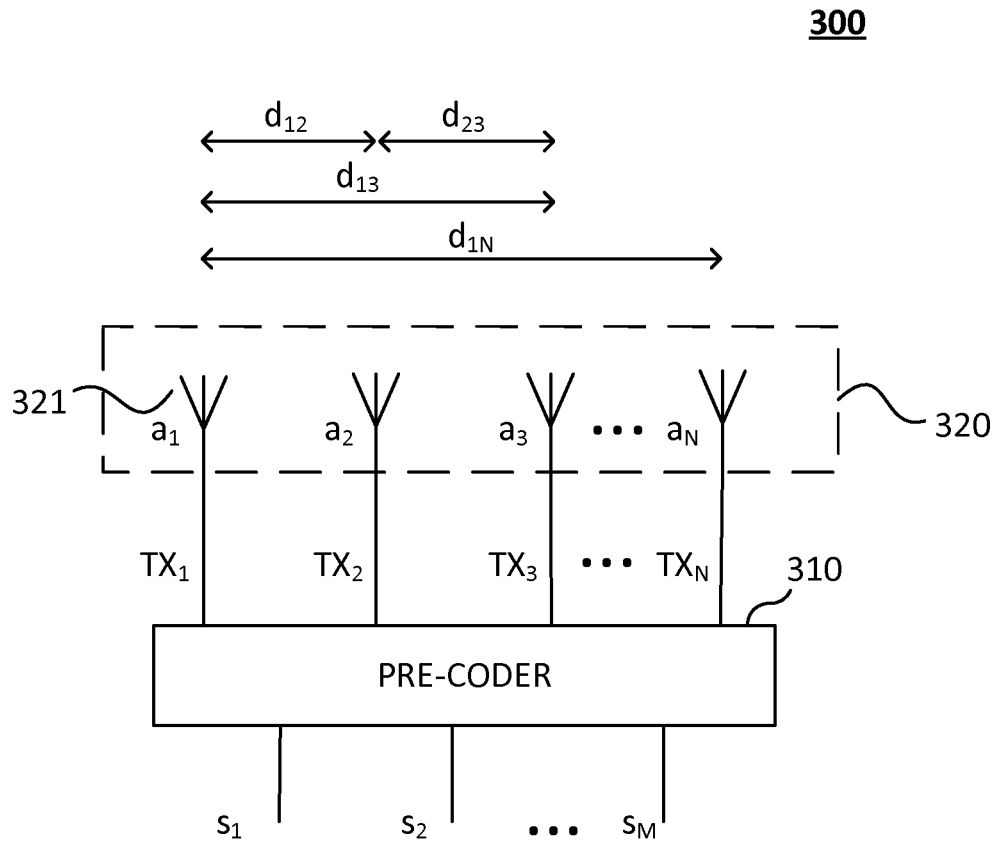 300
d12 d23
d13
d1N
321
a1 a2 a3 ... aN
320
TX1 TX2 TX3 ... TXN
310
PRE-CODER
s1 s2 ... sM